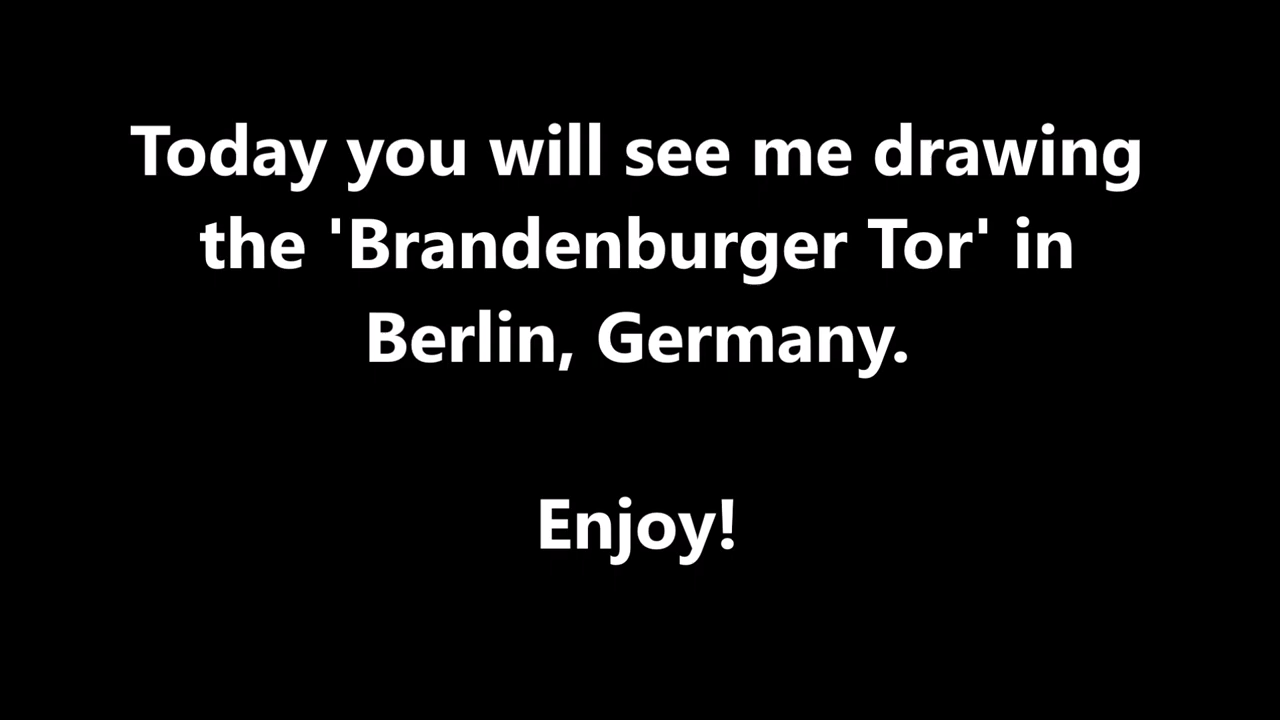 Today you will see me drawing
the 'Brandenburger Tor' in
Berlin, Germany.
Enjoy!